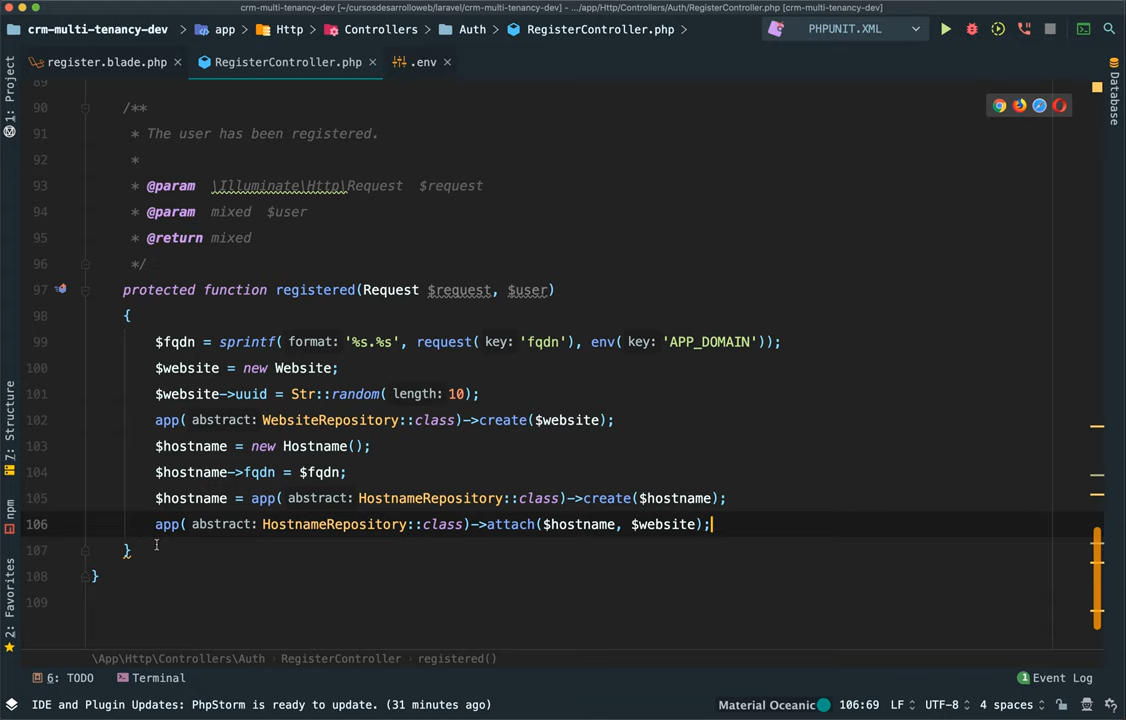 crm-multi-tenancy-dev [~/cursosdesarrolloweb/laravel/crm-multi-tenancy-dev] - .../app/Http/Controllers/Auth/RegisterController.php [crm-multi-tenancy-dev]
crm-multi-tenancy-dev app Http Controllers Auth RegisterController.php PHPUNIT.XML
register.blade.php RegisterController.php .env
1: Project
7: Structure
npm
2: Favorites
Database
89
90 /**
91 * The user has been registered.
92 *
93 * @param \Illuminate\Http\Request $request
94 * @param mixed $user
95 * @return mixed
96 */
97 protected function registered(Request $request, $user)
98 {
99 $fqdn = sprintf( format: '%s.%s', request( key: 'fqdn'), env( key: 'APP_DOMAIN'));
100 $website = new Website;
101 $website->uuid = Str::random( length: 10);
102 app( abstract: WebsiteRepository::class)->create($website);
103 $hostname = new Hostname();
104 $hostname->fqdn = $fqdn;
105 $hostname = app( abstract: HostnameRepository::class)->create($hostname);
106 app( abstract: HostnameRepository::class)->attach($hostname, $website);
107 }
108 }
109
\App\Http\Controllers\Auth RegisterController registered()
6: TODO Terminal 1 Event Log
IDE and Plugin Updates: PhpStorm is ready to update. (31 minutes ago) Material Oceanic 106:69 LF UTF-8 4 spaces